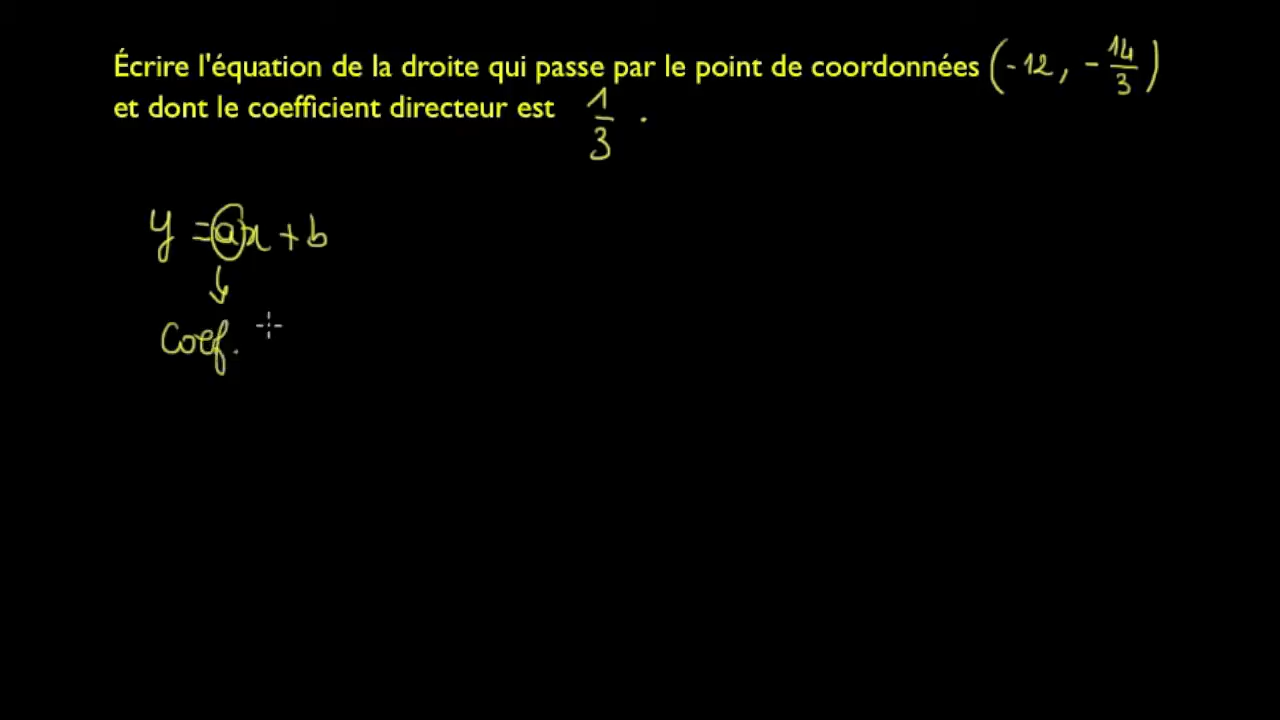 Écrire l'équation de la droite qui passe par le point de coordonnées (-12, -14/3)
et dont le coefficient directeur est 1/3 .
y = ax + b
↓
Coef.